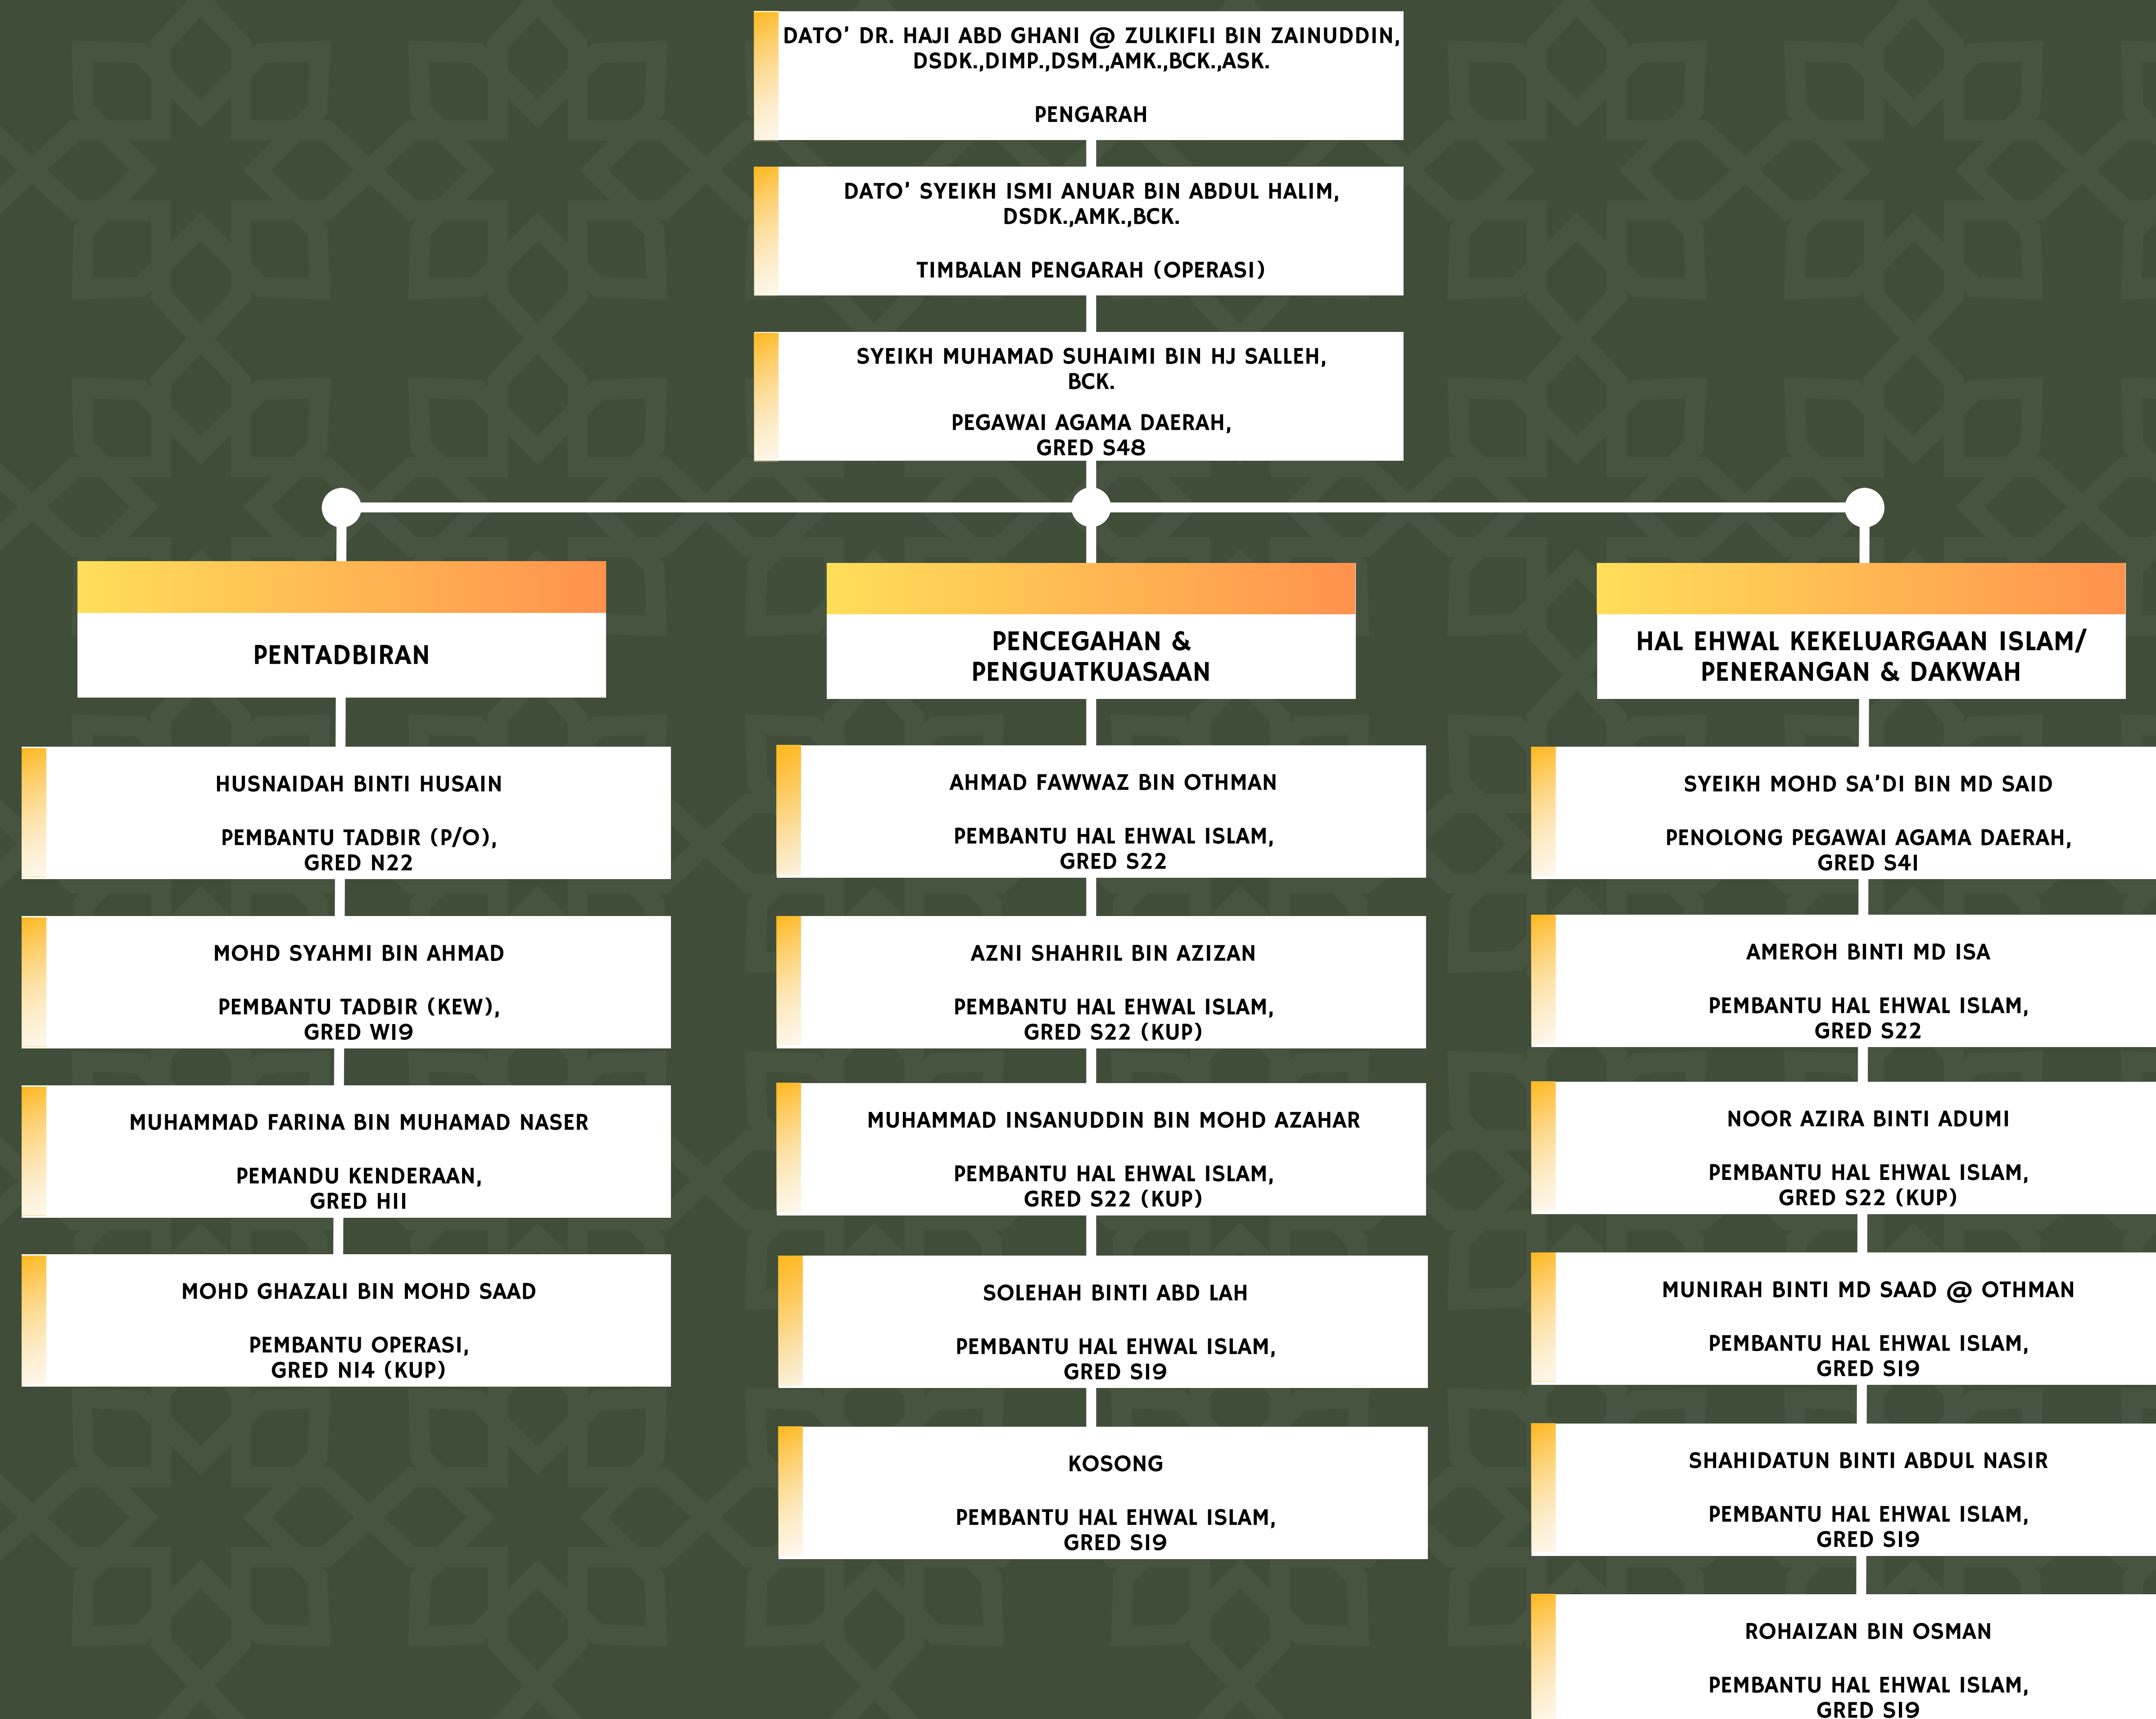 DATO' DR. HAJI ABD GHANI @ ZULKIFLI BIN ZAINUDDIN,
DSDK.,DIMP.,DSM.,AMK.,BCK.,ASK.
PENGARAH
DATO' SYEIKH ISMI ANUAR BIN ABDUL HALIM,
DSDK.,AMK.,BCK.
TIMBALAN PENGARAH (OPERASI)
SYEIKH MUHAMAD SUHAIMI BIN HJ SALLEH,
BCK.
PEGAWAI AGAMA DAERAH,
GRED S48
PENTADBIRAN
HUSNAIDAH BINTI HUSAIN
PEMBANTU TADBIR (P/O),
GRED N22
MOHD SYAHMI BIN AHMAD
PEMBANTU TADBIR (KEW),
GRED W19
MUHAMMAD FARINA BIN MUHAMAD NASER
PEMANDU KENDERAAN,
GRED H11
MOHD GHAZALI BIN MOHD SAAD
PEMBANTU OPERASI,
GRED N14 (KUP)
PENCEGAHAN &
PENGUATKUASAAN
AHMAD FAWWAZ BIN OTHMAN
PEMBANTU HAL EHWAL ISLAM,
GRED S22
AZNI SHAHRIL BIN AZIZAN
PEMBANTU HAL EHWAL ISLAM,
GRED S22 (KUP)
MUHAMMAD INSANUDDIN BIN MOHD AZAHAR
PEMBANTU HAL EHWAL ISLAM,
GRED S22 (KUP)
SOLEHAH BINTI ABD LAH
PEMBANTU HAL EHWAL ISLAM,
GRED S19
KOSONG
PEMBANTU HAL EHWAL ISLAM,
GRED S19
HAL EHWAL KEKELUARGAAN ISLAM/
PENERANGAN & DAKWAH
SYEIKH MOHD SA'DI BIN MD SAID
PENOLONG PEGAWAI AGAMA DAERAH,
GRED S41
AMEROH BINTI MD ISA
PEMBANTU HAL EHWAL ISLAM,
GRED S22
NOOR AZIRA BINTI ADUMI
PEMBANTU HAL EHWAL ISLAM,
GRED S22 (KUP)
MUNIRAH BINTI MD SAAD @ OTHMAN
PEMBANTU HAL EHWAL ISLAM,
GRED S19
SHAHIDATUN BINTI ABDUL NASIR
PEMBANTU HAL EHWAL ISLAM,
GRED S19
ROHAIZAN BIN OSMAN
PEMBANTU HAL EHWAL ISLAM,
GRED S19